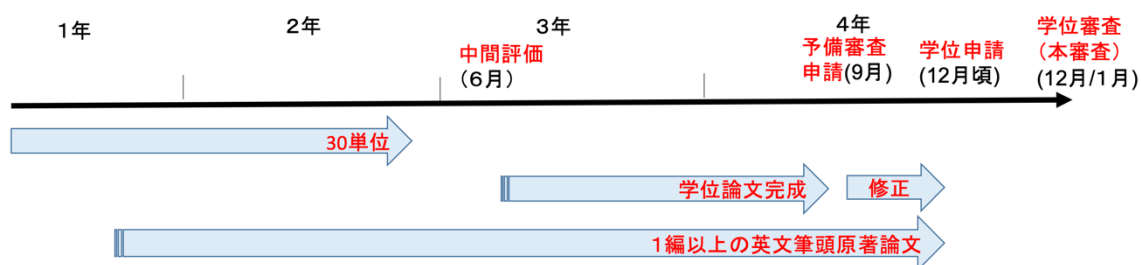 1年
2年
3年
4年
中間評価
（６月）
予備審査
申請(9月)
学位申請
(12月頃)
学位審査
（本審査）
(12月/１月)
30単位
学位論文完成
修正
1編以上の英文筆頭原著論文